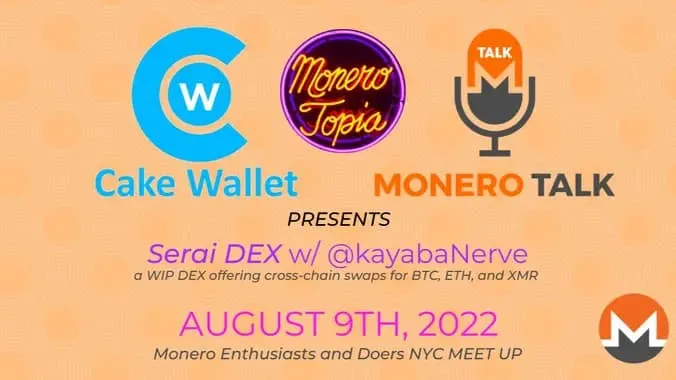 W
Cake Wallet
Monero
Topia
TALK
MONERO TALK
PRESENTS
Serai DEX w/ @kayabaNerve
a WIP DEX offering cross-chain swaps for BTC, ETH, and XMR
AUGUST 9TH, 2022
Monero Enthusiasts and Doers NYC MEET UP